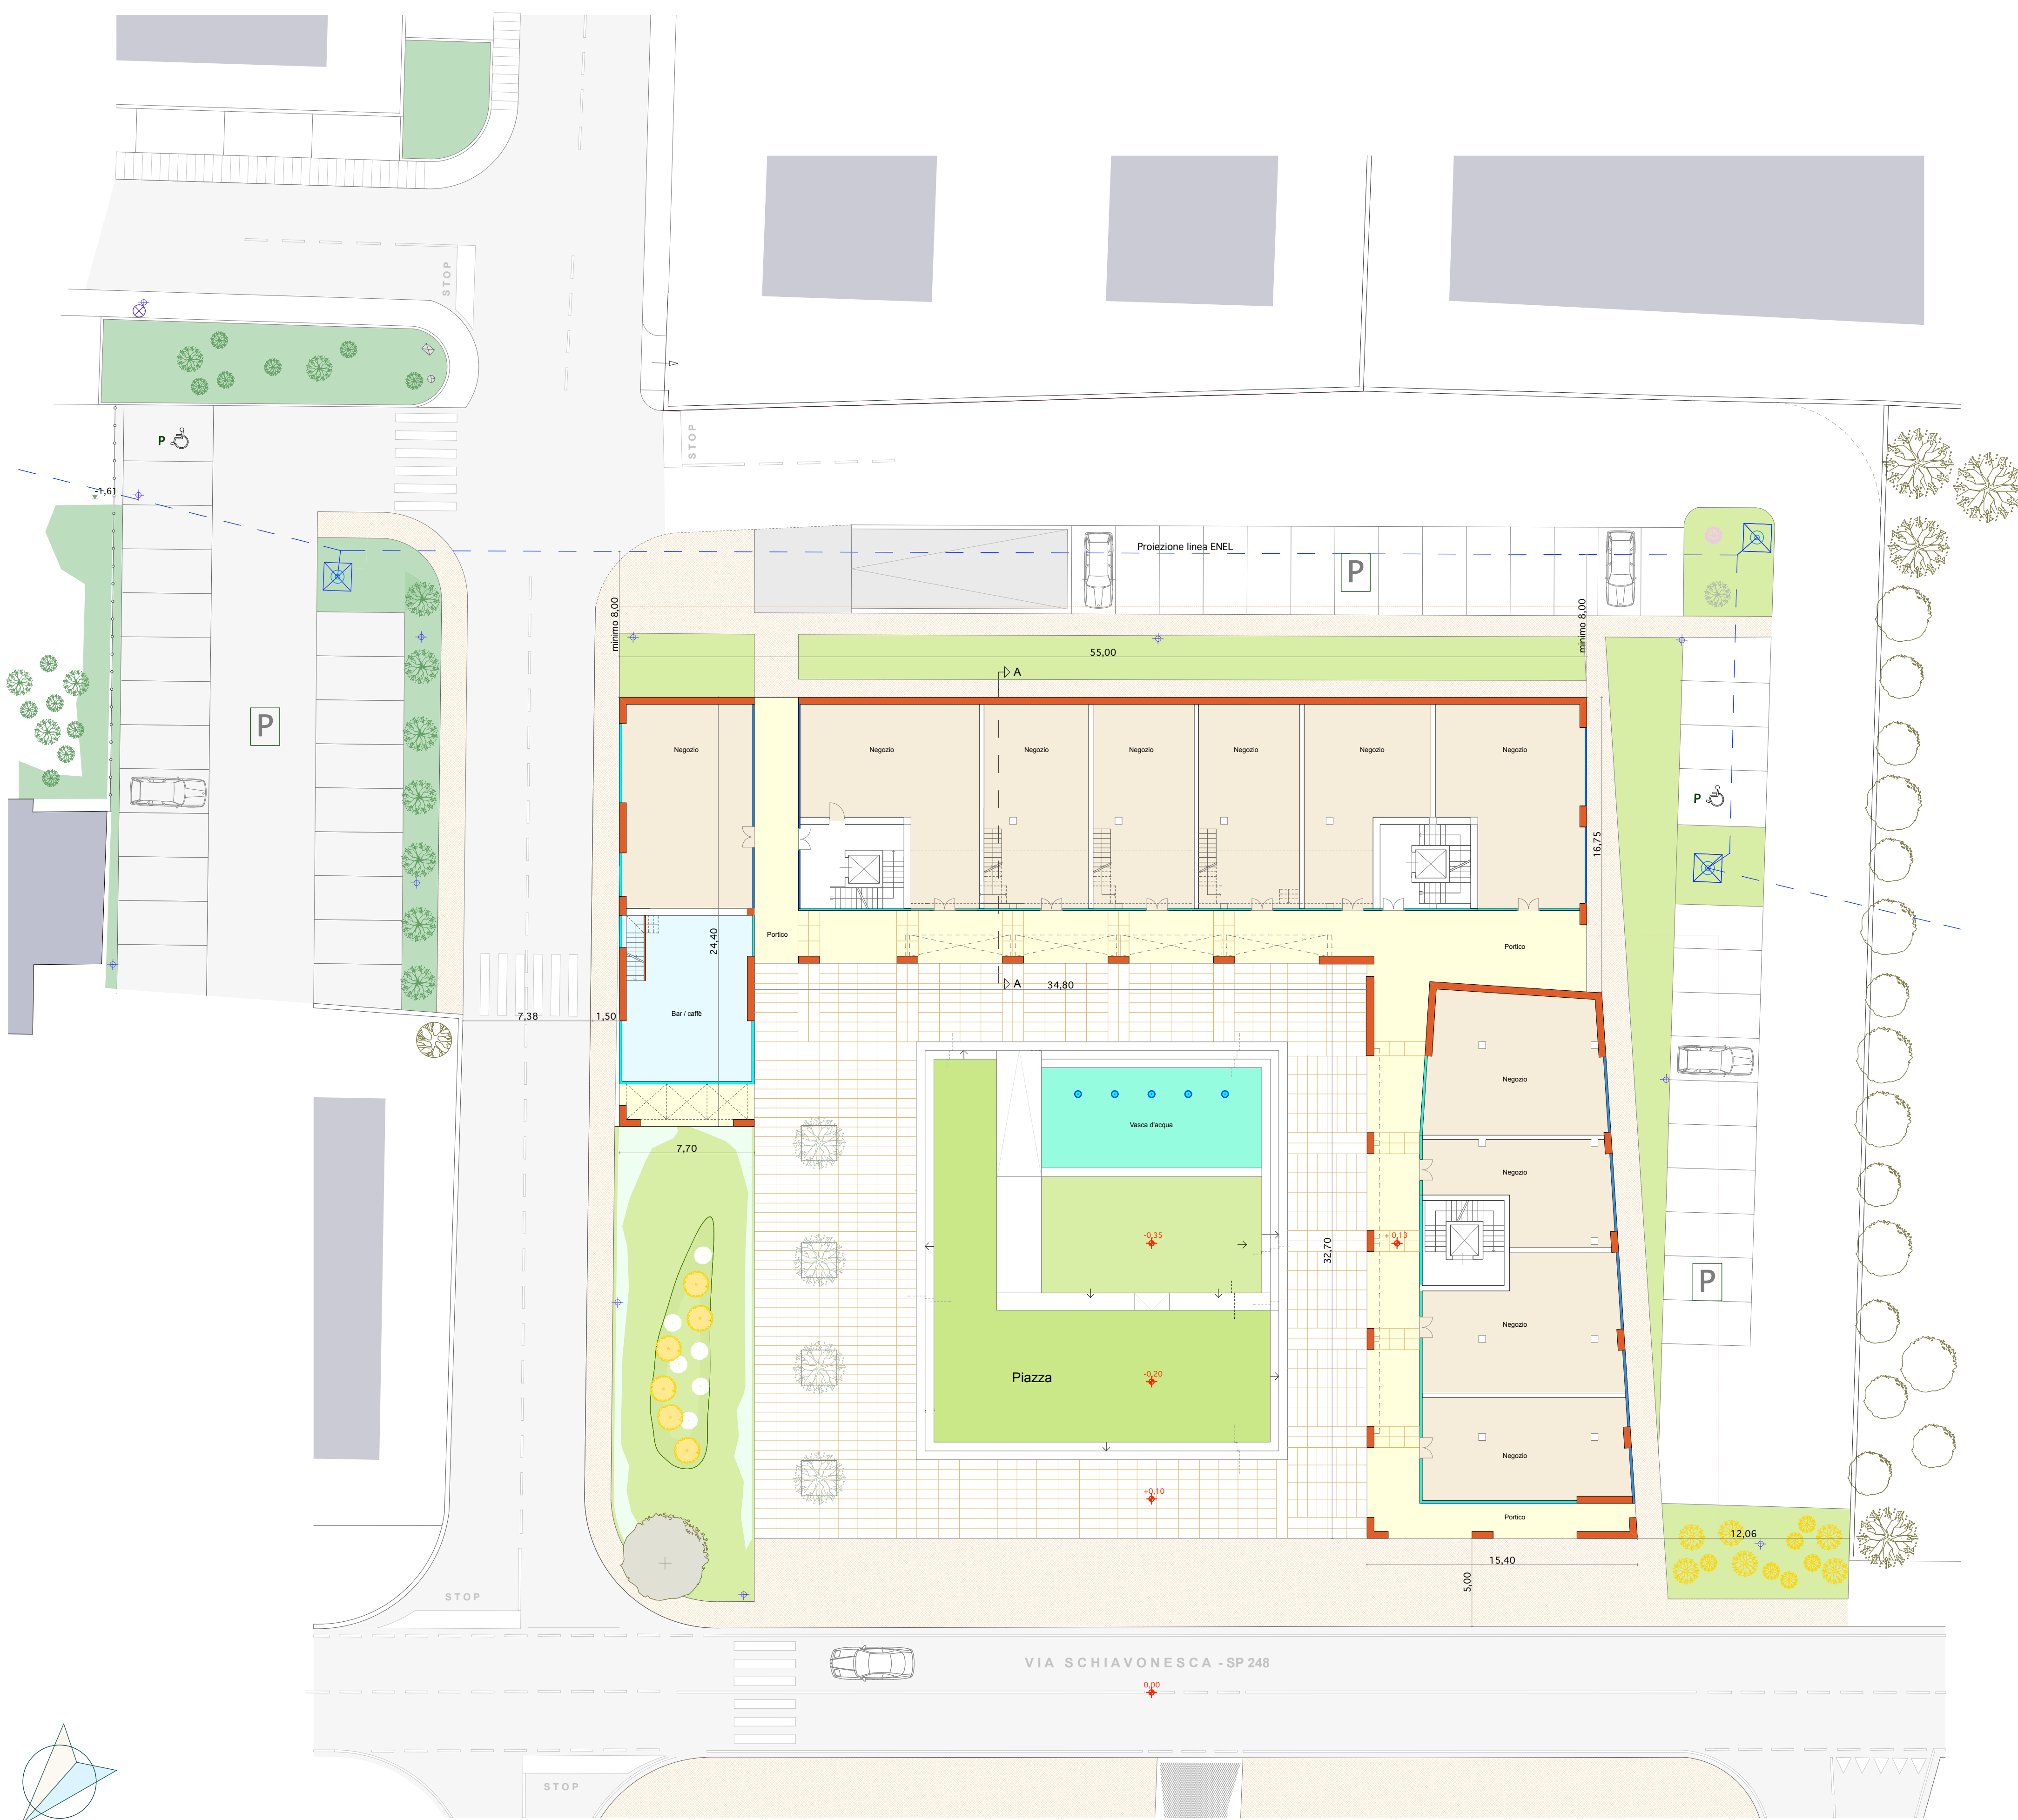 STOP
STOP
P
-1,61
Proiezione linea ENEL
P
minimo 8,00
minimo 8,00
55,00
A
P
Negozio
Negozio
Negozio
Negozio
Negozio
Negozio
Negozio
P
16,75
24,40
Portico
Portico
A
34,80
7,38
1,50
Bar / caffè
Negozio
Vasca d'acqua
7,70
Negozio
-0,35
+ 0,13
32,70
P
Negozio
Piazza
-0,20
Negozio
+0,10
Portico
12,06
15,40
5,00
STOP
VIA SCHIAVONESCA - SP 248
0,00
STOP